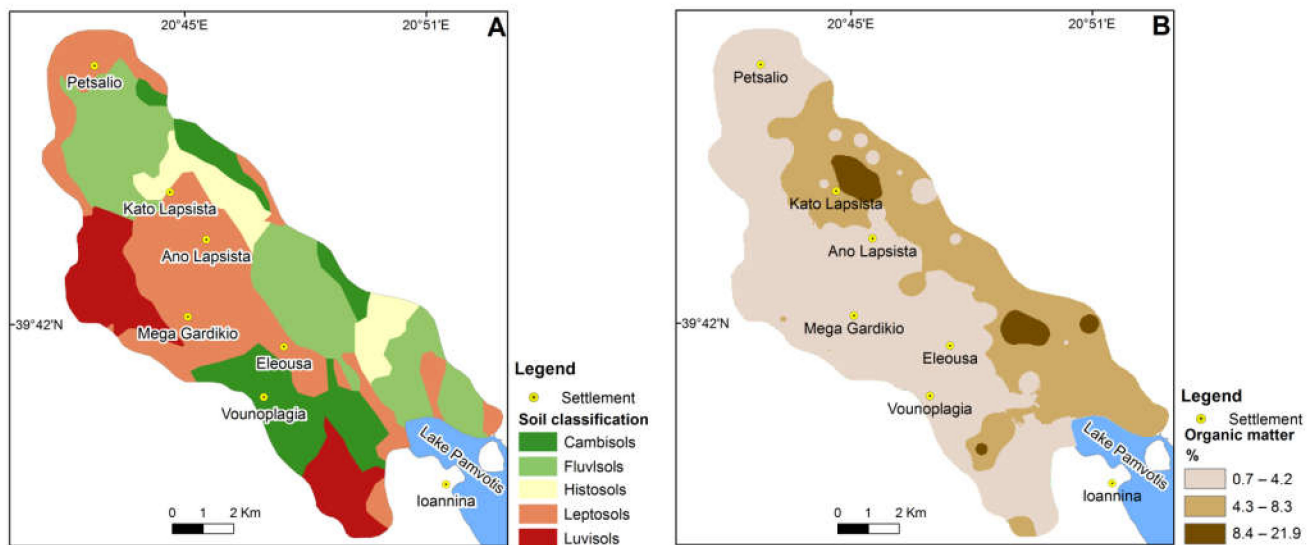 20°45'E
20°51'E
A
Petsalio
Kato Lapsista
Ano Lapsista
39°42'N
Mega Gardikio
Eleousa
Vounoplagia
Lake Pamvotis
Ioannina
0 1 2 Km
Legend
Settlement
Soil classification
Cambisols
Fluvisols
Histosols
Leptosols
Luvisols
20°45'E
20°51'E
B
Petsalio
Kato Lapsista
Ano Lapsista
39°42'N
Mega Gardikio
Eleousa
Vounoplagia
Lake Pamvotis
Ioannina
0 1 2 Km
Legend
Settlement
Organic matter
%
0.7 – 4.2
4.3 – 8.3
8.4 – 21.9